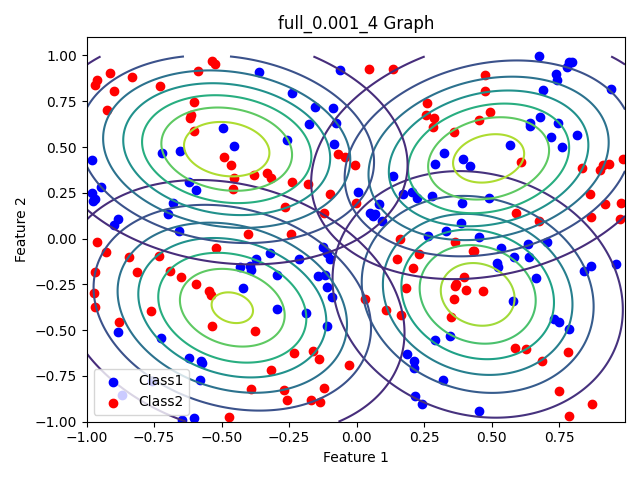 full_0.001_4 Graph
1.00
0.75
0.50
0.25
0.00
−0.25
−0.50
−0.75
−1.00
Feature 2
Class1
Class2
−1.00 −0.75 −0.50 −0.25 0.00 0.25 0.50 0.75
Feature 1